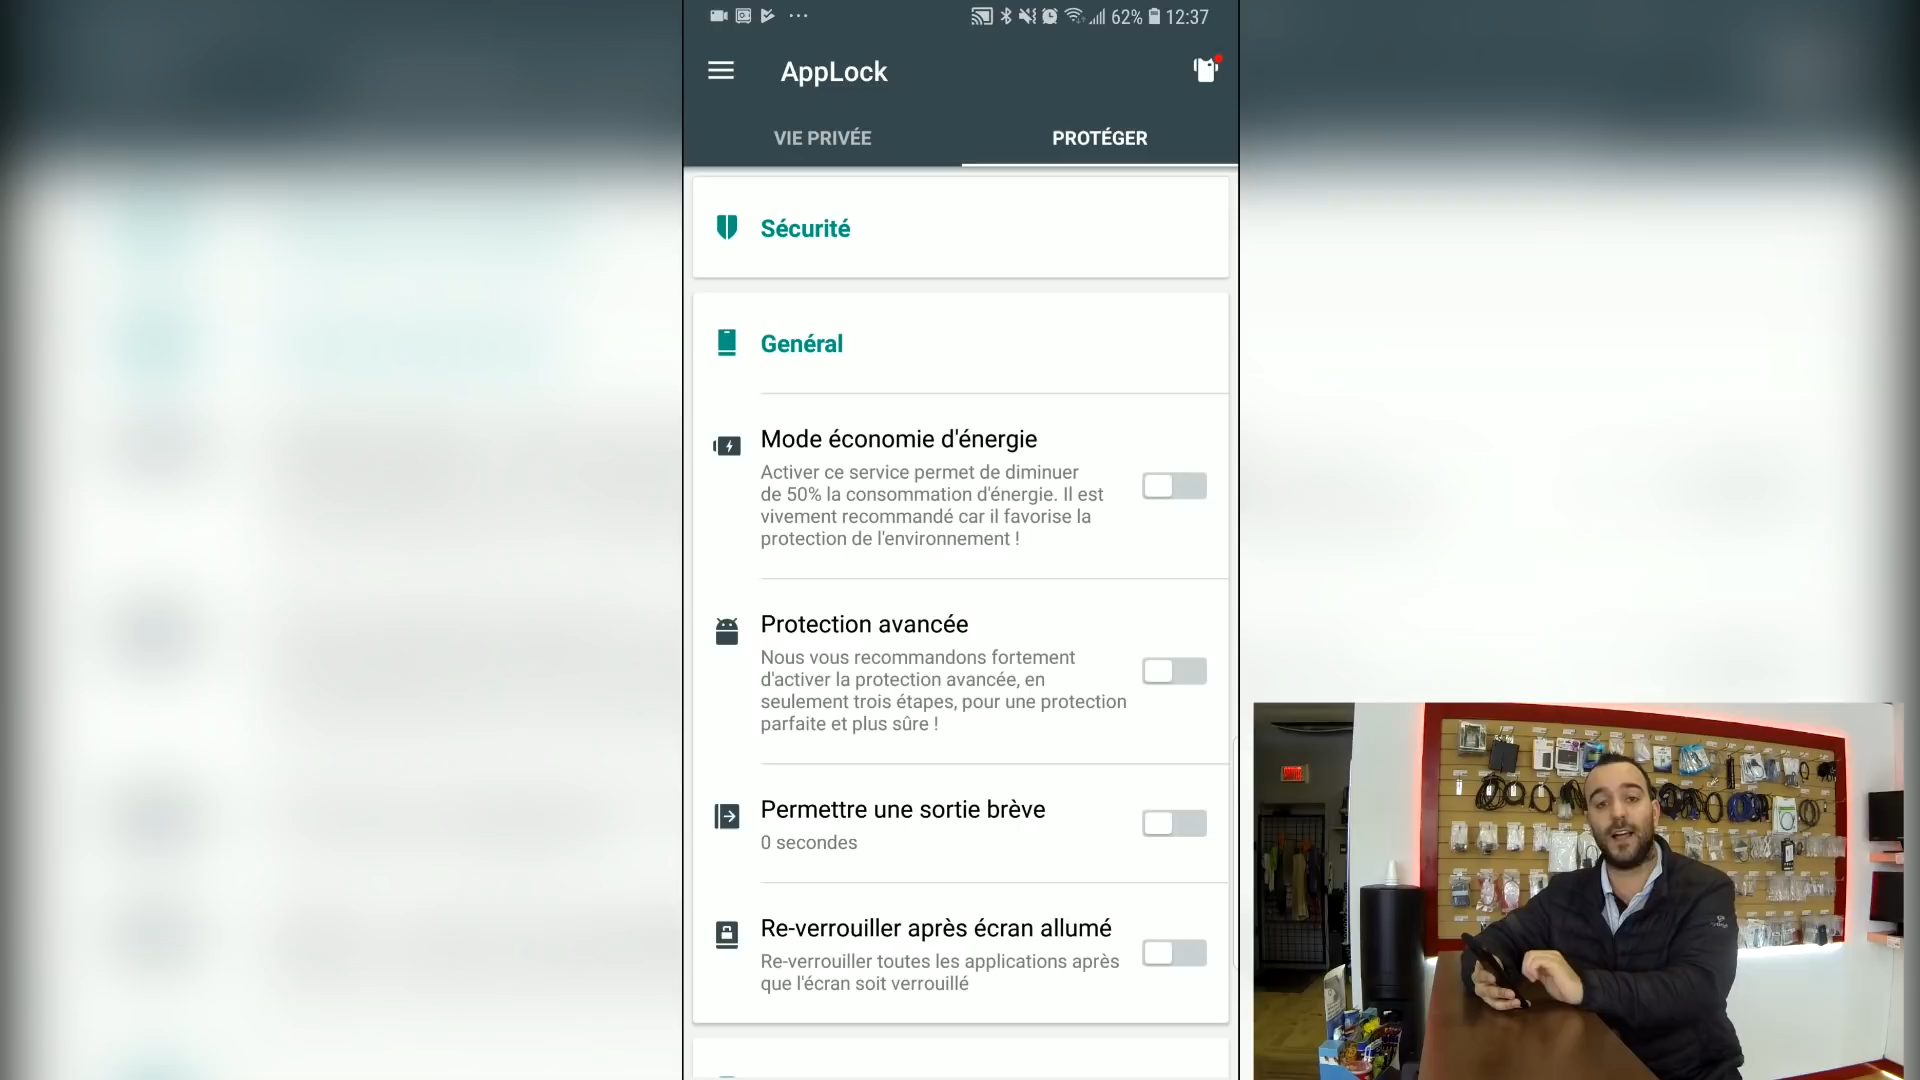 62% 12:37
AppLock
VIE PRIVÉE PROTÉGER
Sécurité
Genéral
Mode économie d'énergie
Activer ce service permet de diminuer
de 50% la consommation d'énergie. Il est
vivement recommandé car il favorise la
protection de l'environnement !
Protection avancée
Nous vous recommandons fortement
d'activer la protection avancée, en
seulement trois étapes, pour une protection
parfaite et plus sûre !
Permettre une sortie brève
0 secondes
Re-verrouiller après écran allumé
Re-verrouiller toutes les applications après
que l'écran soit verrouillé